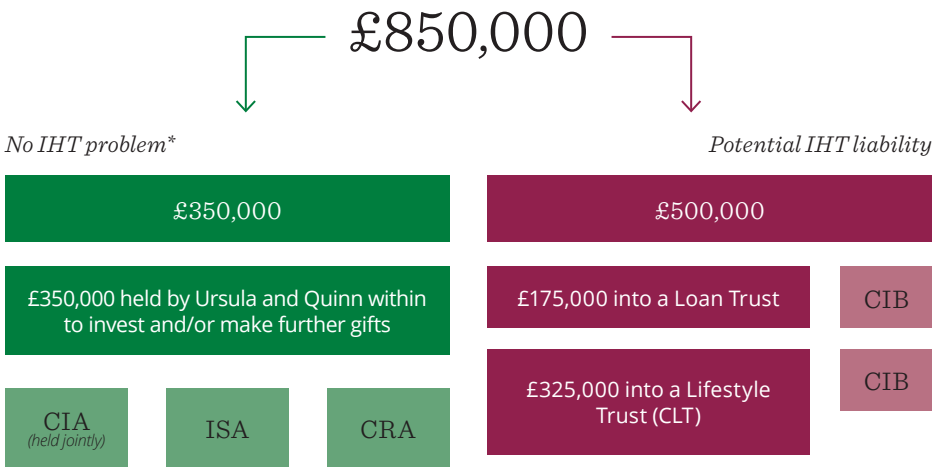 £850,000
No IHT problem*
Potential IHT liability
£350,000
£500,000
£350,000 held by Ursula and Quinn within
to invest and/or make further gifts
£175,000 into a Loan Trust
CIB
£325,000 into a Lifestyle
Trust (CLT)
CIB
CIA
(held jointly)
ISA
CRA